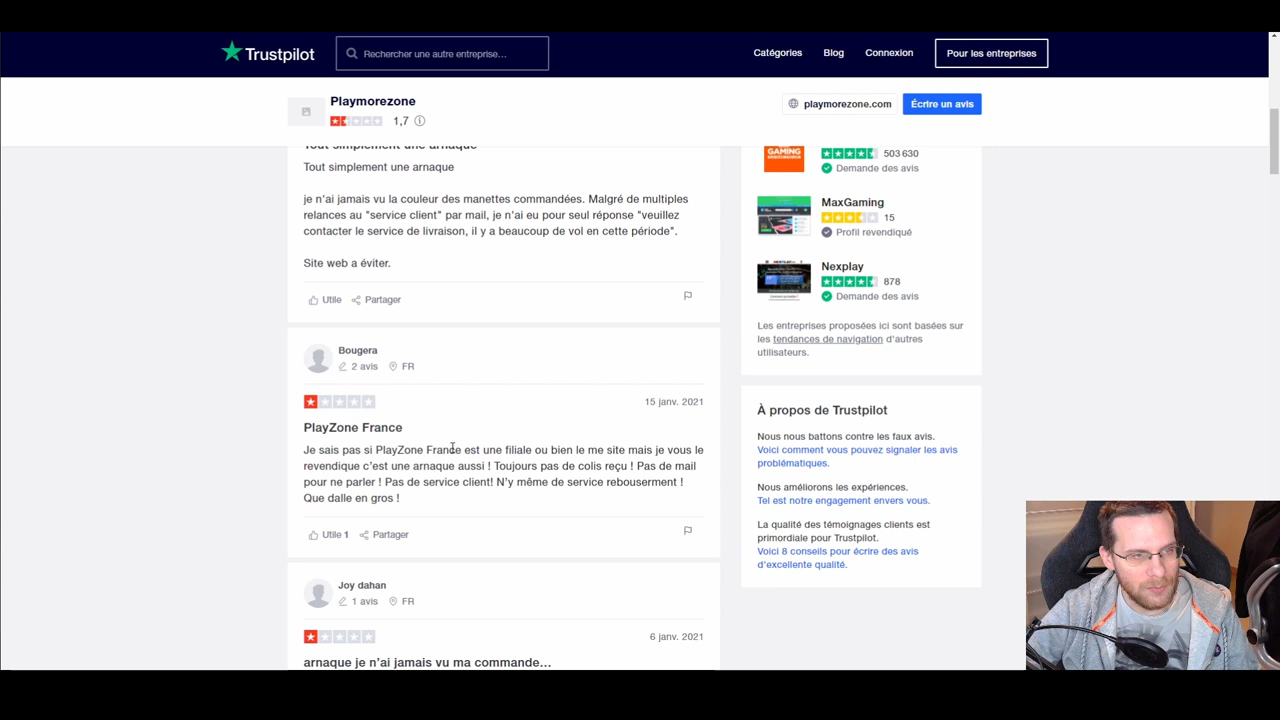 Trustpilot
Rechercher une autre entreprise…
Catégories
Blog
Connexion
Pour les entreprises
Playmorezone
1,7
playmorezone.com
Écrire un avis
Tout simplement une arnaque
Tout simplement une arnaque
je n'ai jamais vu la couleur des manettes commandées. Malgré de multiples
relances au "service client" par mail, je n'ai eu pour seul réponse "veuillez
contacter le service de livraison, il y a beaucoup de vol en cette période".
Site web a éviter.
Utile
Partager
Bougera
2 avis
FR
15 janv. 2021
PlayZone France
Je sais pas si PlayZone France est une filiale ou bien le me site mais je vous le
revendique c'est une arnaque aussi ! Toujours pas de colis reçu ! Pas de mail
pour ne parler ! Pas de service client! N'y même de service rebouserment !
Que dalle en gros !
Utile 1
Partager
Joy dahan
1 avis
FR
6 janv. 2021
arnaque je n'ai jamais vu ma commande…
GAMING
503 630
Demande des avis
MaxGaming
15
Profil revendiqué
Nexplay
878
Demande des avis
Les entreprises proposées ici sont basées sur
les tendances de navigation d'autres
utilisateurs.
À propos de Trustpilot
Nous nous battons contre les faux avis.
Voici comment vous pouvez signaler les avis
problématiques.
Nous améliorons les expériences.
Tel est notre engagement envers vous.
La qualité des témoignages clients est
primordiale pour Trustpilot.
Voici 8 conseils pour écrire des avis
d'excellente qualité.